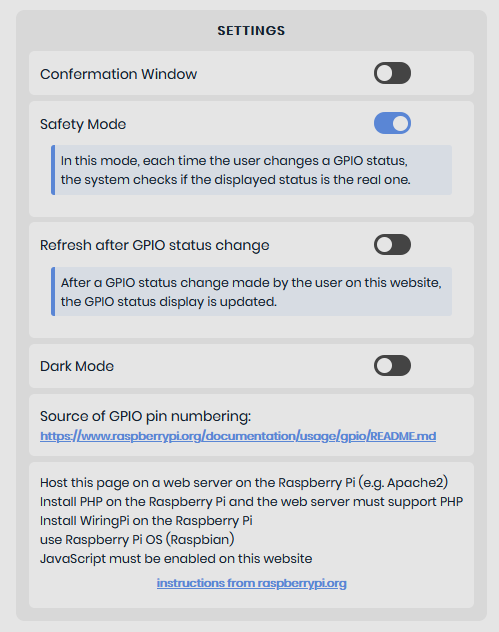 SETTINGS
Confermation Window
Safety Mode
In this mode, each time the user changes a GPIO status,
the system checks if the displayed status is the real one.
Refresh after GPIO status change
After a GPIO status change made by the user on this website,
the GPIO status display is updated.
Dark Mode
Source of GPIO pin numbering:
https://www.raspberrypi.org/documentation/usage/gpio/README.md
Host this page on a web server on the Raspberry Pi (e.g. Apache2)
Install PHP on the Raspberry Pi and the web server must support PHP
Install WiringPi on the Raspberry Pi
use Raspberry Pi OS (Raspbian)
JavaScript must be enabled on this website
instructions from raspberrypi.org